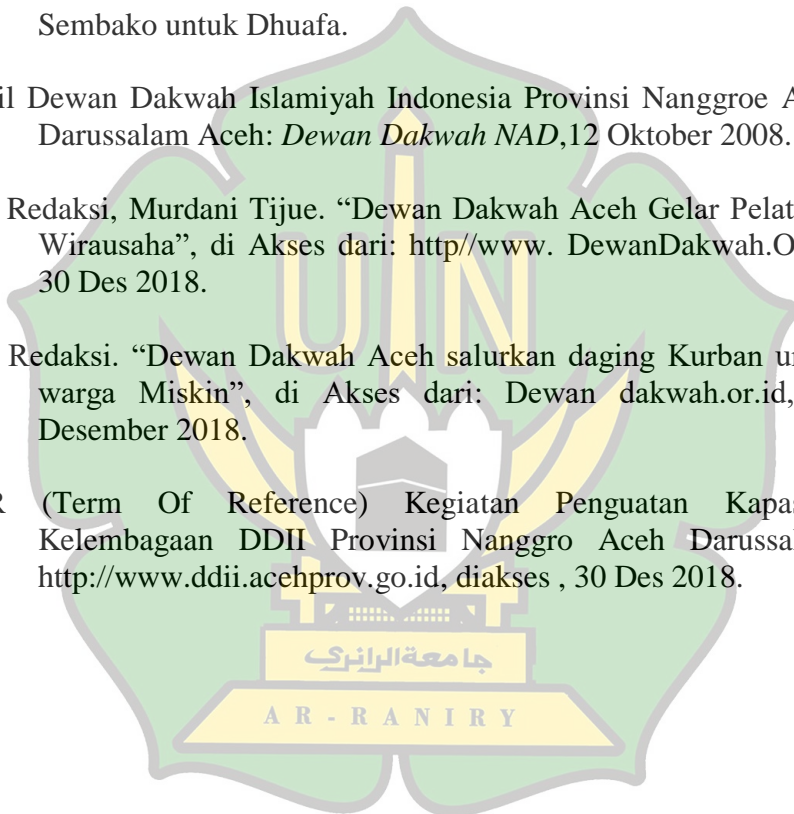 Sembako untuk Dhuafa.
il Dewan Dakwah Islamiyah Indonesia Provinsi Nanggroe A
Darussalam Aceh: Dewan Dakwah NAD,12 Oktober 2008.
Redaksi, Murdani Tijue. “Dewan Dakwah Aceh Gelar Pelat
Wirausaha”, di Akses dari: http//www. DewanDakwah.O
30 Des 2018.
Redaksi. “Dewan Dakwah Aceh salurkan daging Kurban u
warga Miskin”, di Akses dari: Dewan dakwah.or.id,
Desember 2018.
R (Term Of Reference) Kegiatan Penguatan Kapas
Kelembagaan DDII Provinsi Nanggro Aceh Darussal
http://www.ddii.acehprov.go.id, diakses , 30 Des 2018.
UIN
جامعةالرانري
AR-RANIRY